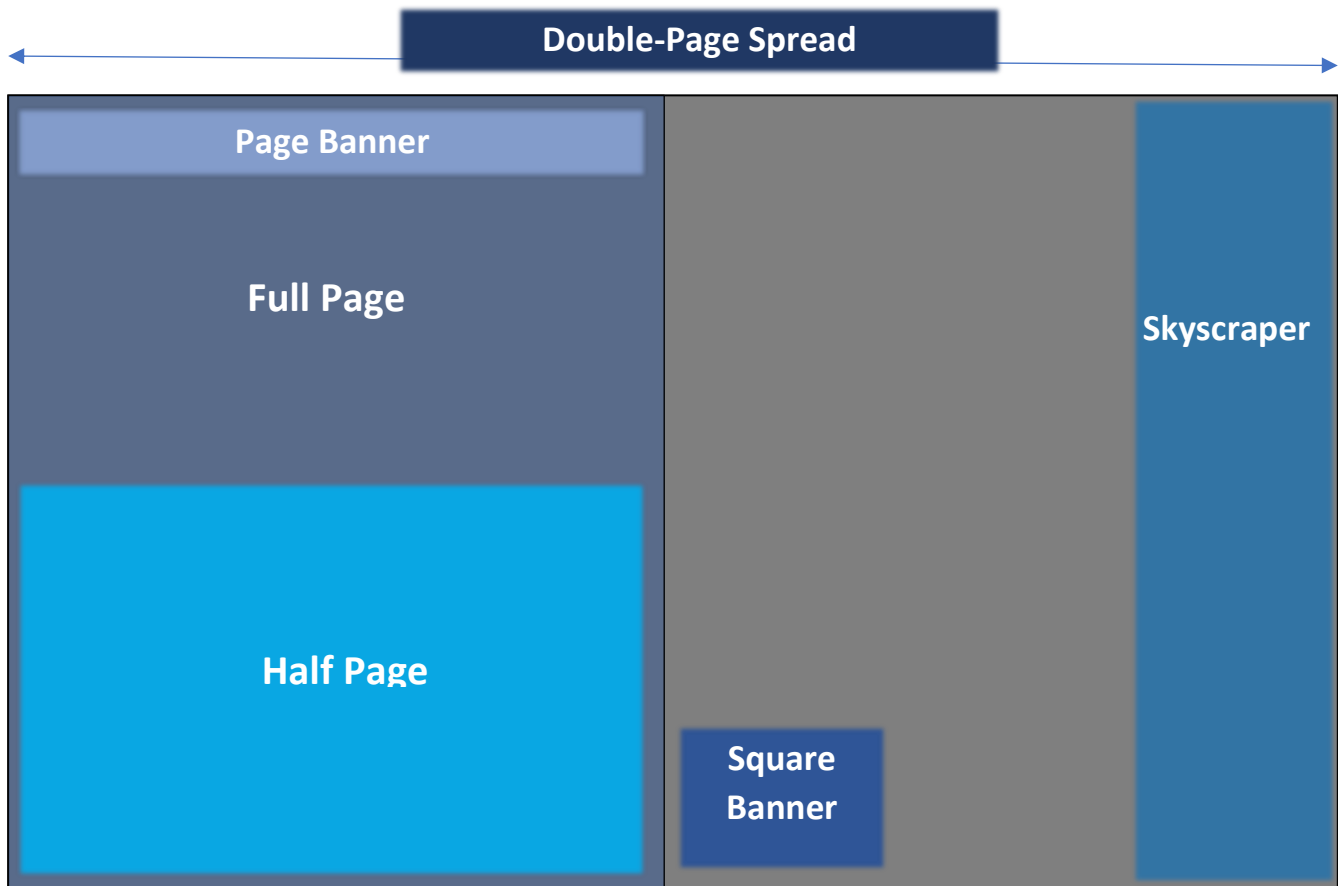 Double-Page Spread
Page Banner
Full Page
Skyscraper
Half Page
Square
Banner